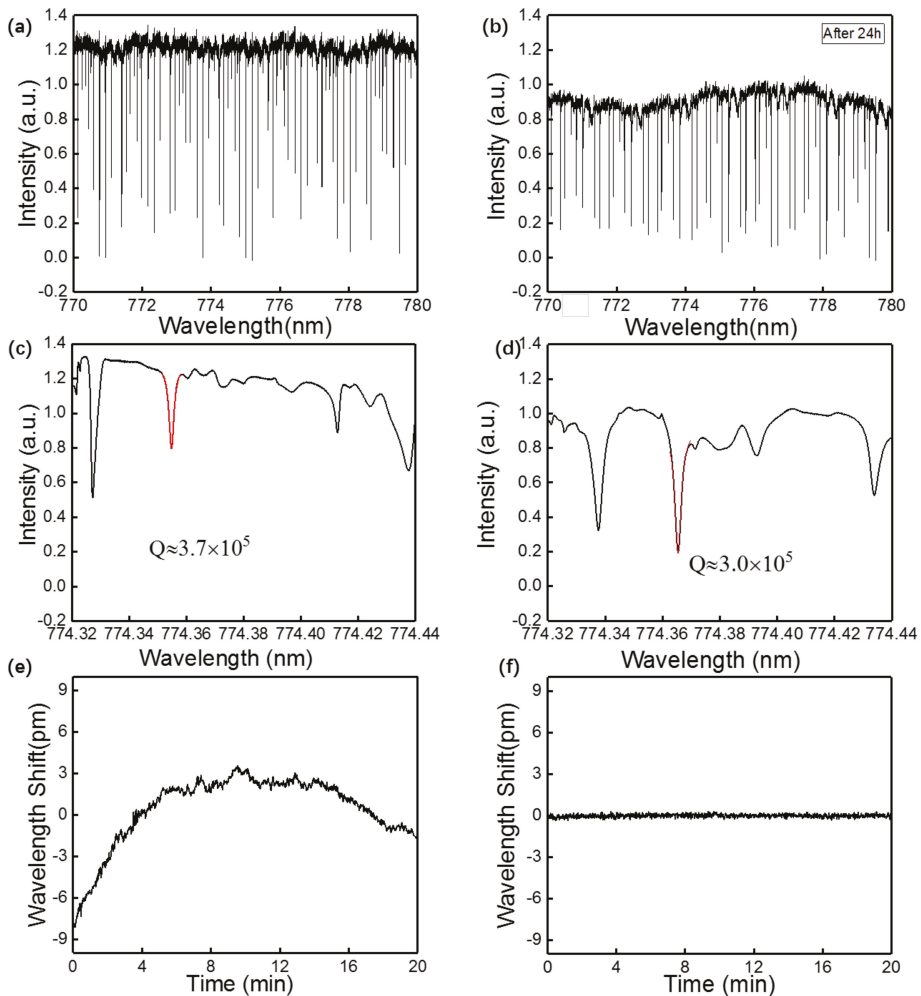 (a)
1.4
1.2
1.0
0.8
0.6
0.4
0.2
0.0
-0.2
Intensity (a.u.)
770 772 774 776 778 780
Wavelength(nm)
(b)
After 24h
1.4
1.2
1.0
0.8
0.6
0.4
0.2
0.0
-0.2
Intensity (a.u.)
770 772 774 776 778 780
Wavelength(nm)
(c)
1.4
1.2
1.0
0.8
1.2
0.4
0.2
0.0
-0.2
Intensity (a.u.)
Q≈3.7×10⁵
774.32 774.34 774.36 774.38 774.40 774.42 774.44
Wavelength (nm)
(d)
1.4
1.2
1.0
0.8
0.6
0.4
0.2
0.0
-0.2
Intensity (a.u.)
Q≈3.0×10⁵
774.32 774.34 774.36 774.38 774.40 774.42 774.44
Wavelength (nm)
(e)
9
6
3
0
-3
-6
-9
Wavelength Shift(pm)
0 4 8 12 16 20
Time (min)
(f)
9
6
3
0
-3
-6
-9
Wavelength Shift(pm)
0 4 8 12 16 20
Time (min)